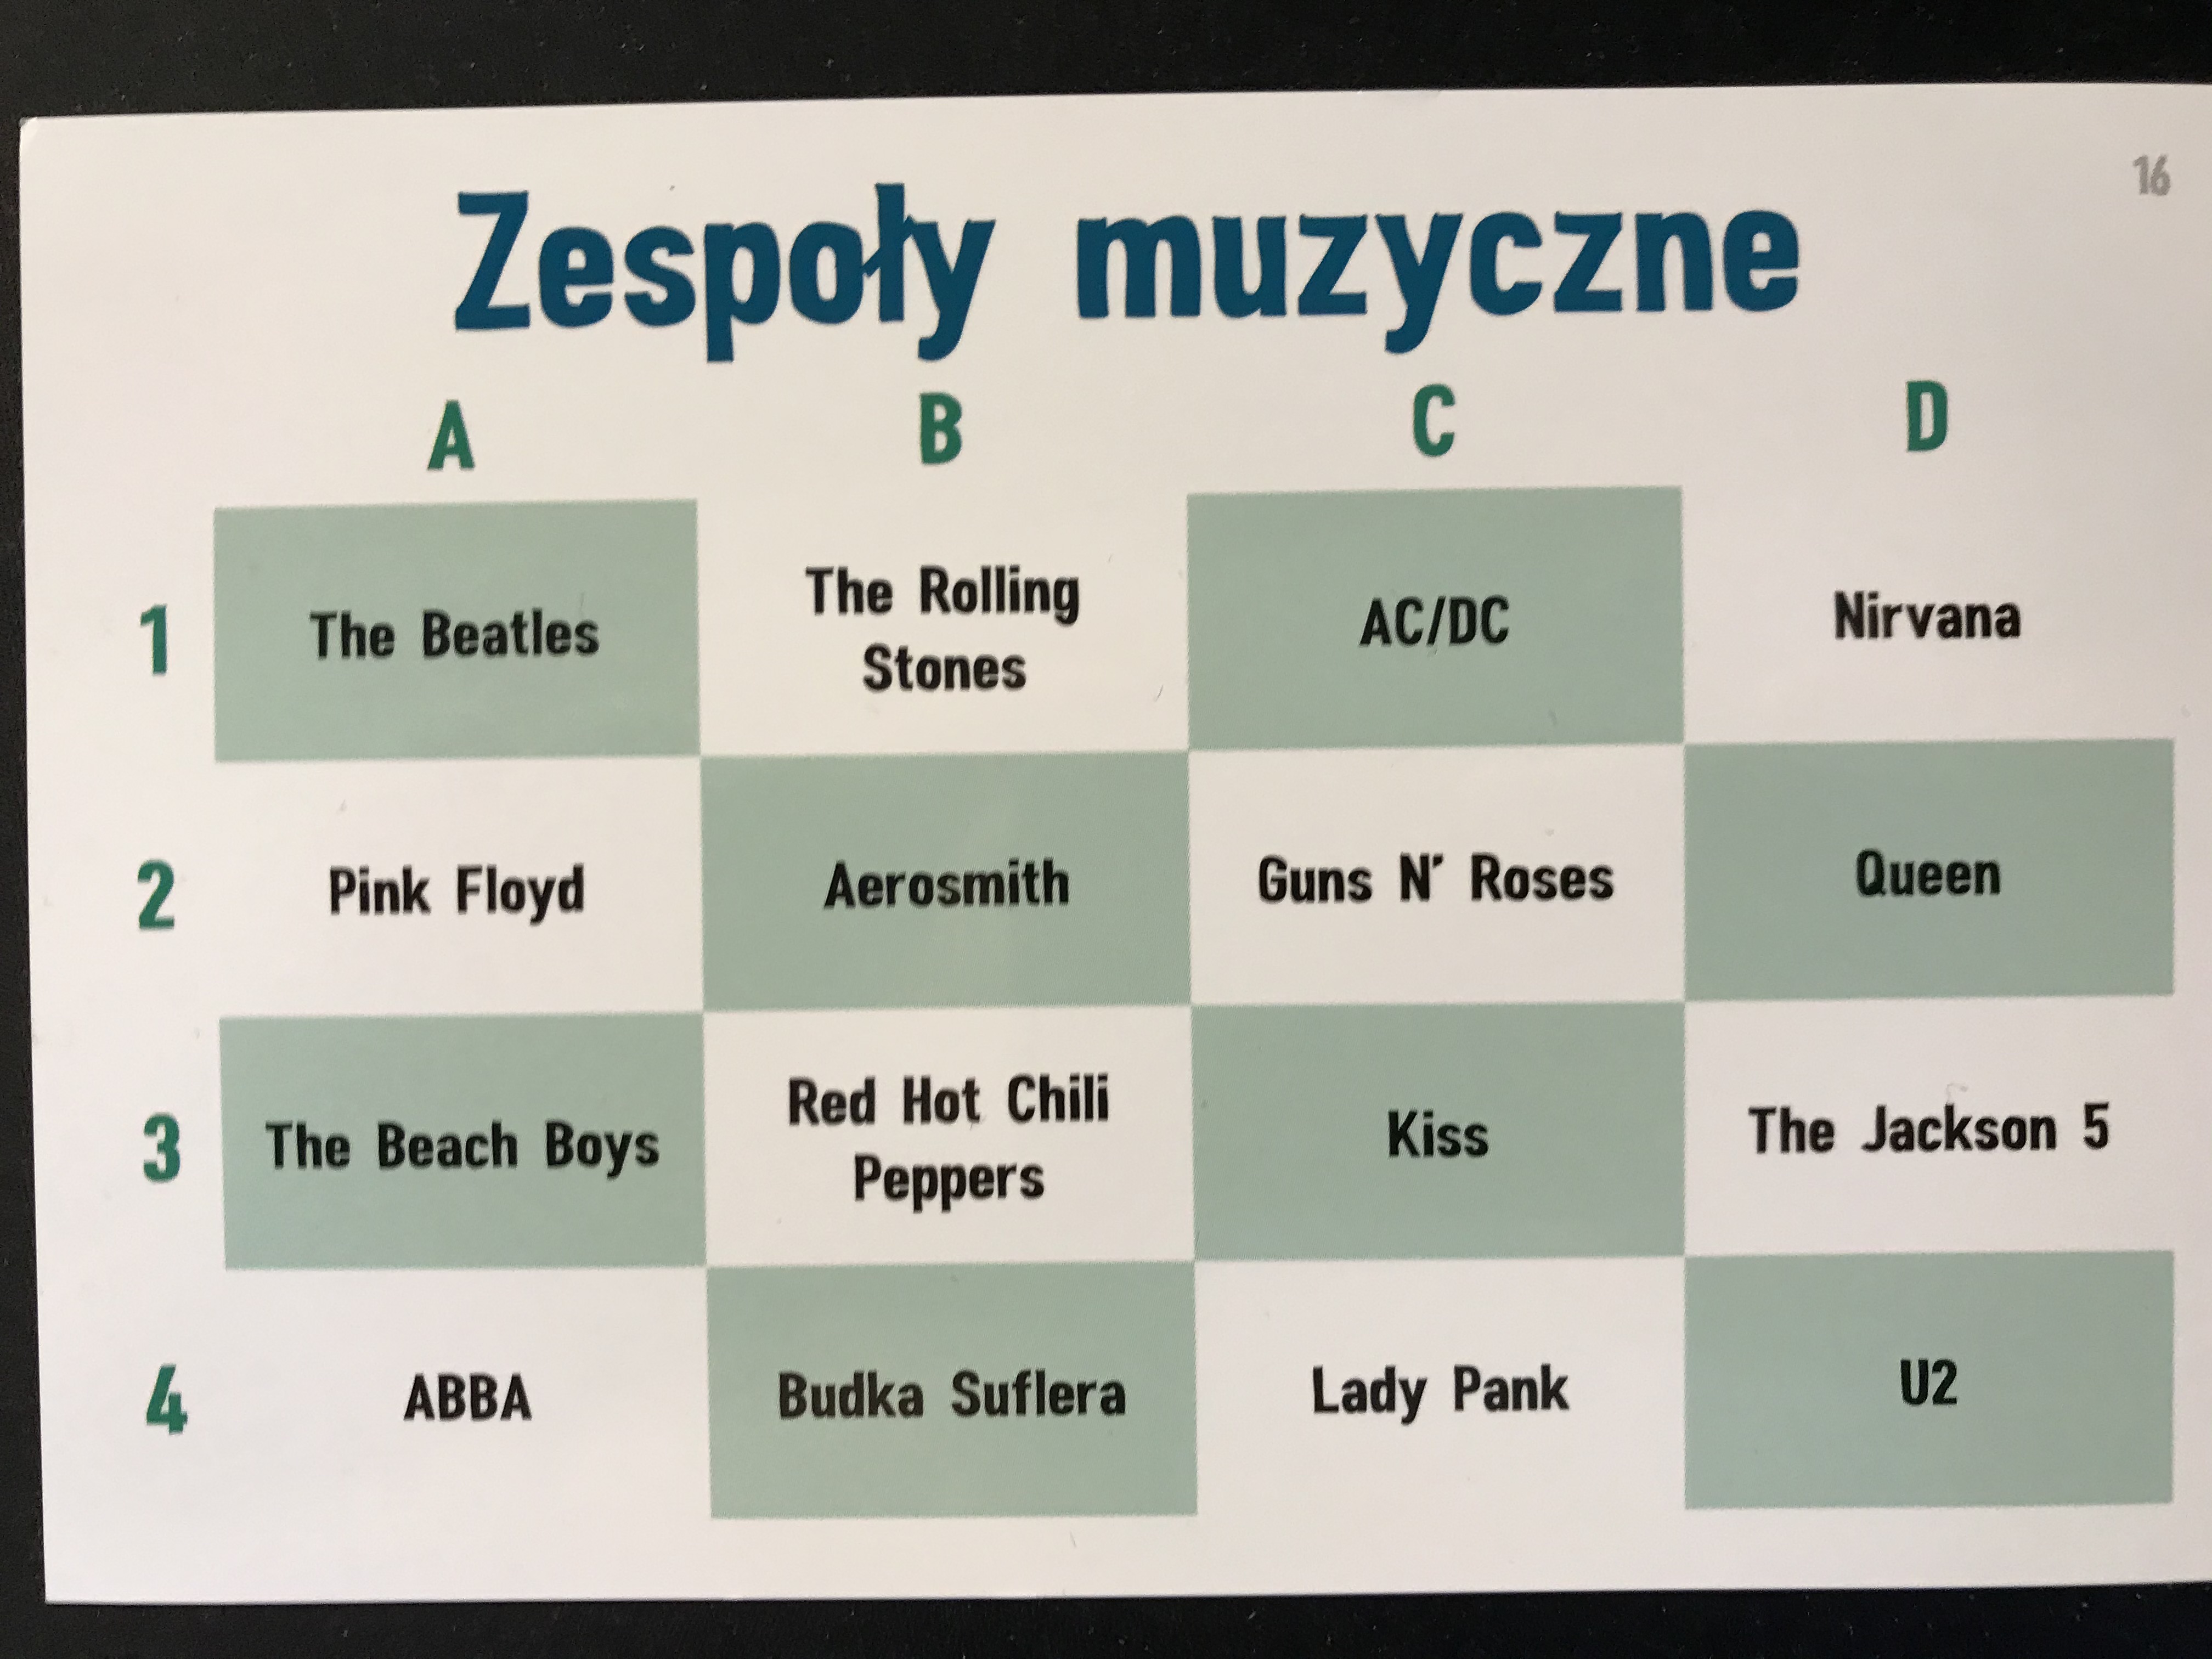 16
Zespoły muzyczne
A B C D
1 The Beatles The Rolling Stones AC/DC Nirvana
2 Pink Floyd Aerosmith Guns N' Roses Queen
3 The Beach Boys Red Hot Chili Peppers Kiss The Jackson 5
4 ABBA Budka Suflera Lady Pank U2